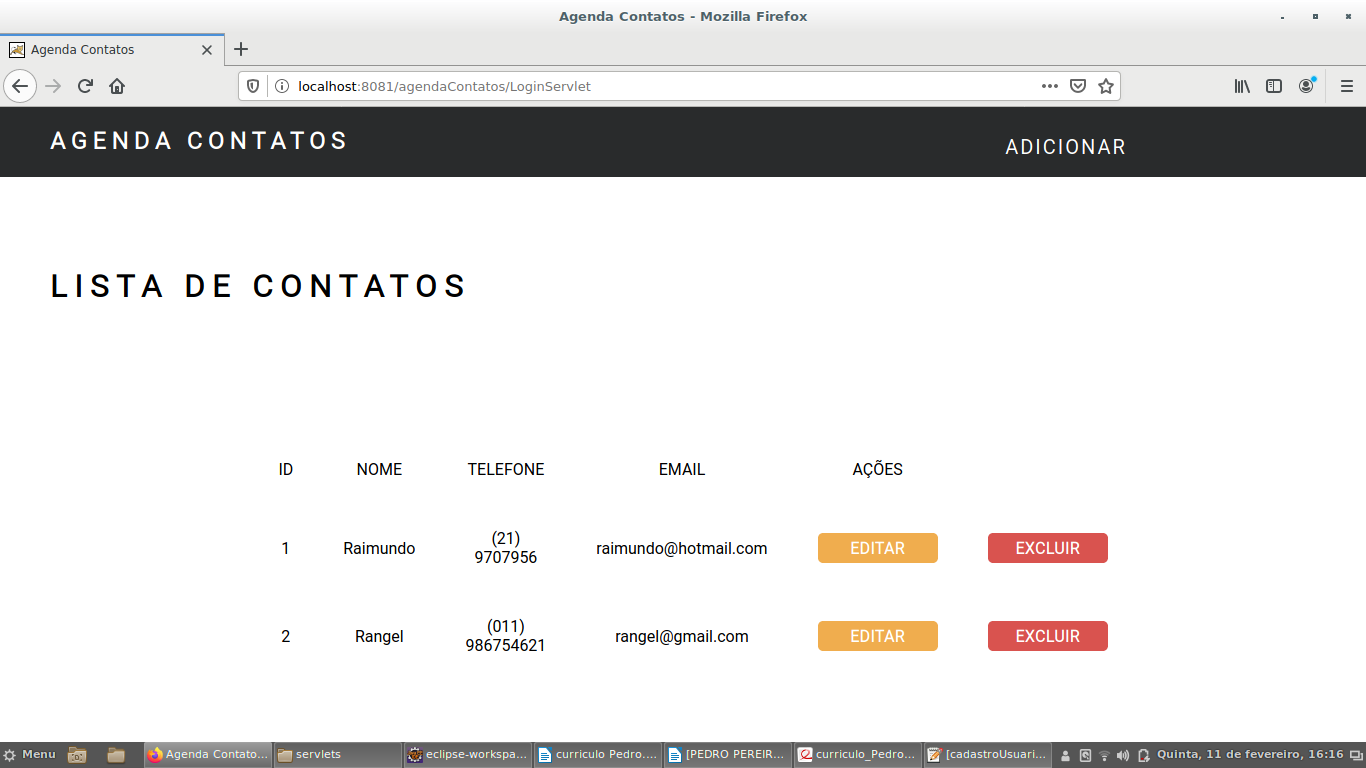 Agenda Contatos - Mozilla Firefox
Agenda Contatos
localhost:8081/agendaContatos/LoginServlet
AGENDA CONTATOS
ADICIONAR
LISTA DE CONTATOS
ID NOME TELEFONE EMAIL AÇÕES
1 Raimundo (21) 9707956 raimundo@hotmail.com EDITAR EXCLUIR
2 Rangel (011) 986754621 rangel@gmail.com EDITAR EXCLUIR
Menu Agenda Contato... servlets eclipse-workspa... curriculo Pedro.... [PEDRO PEREIR... curriculo_Pedro... [cadastroUsuari... Quinta, 11 de fevereiro, 16:16